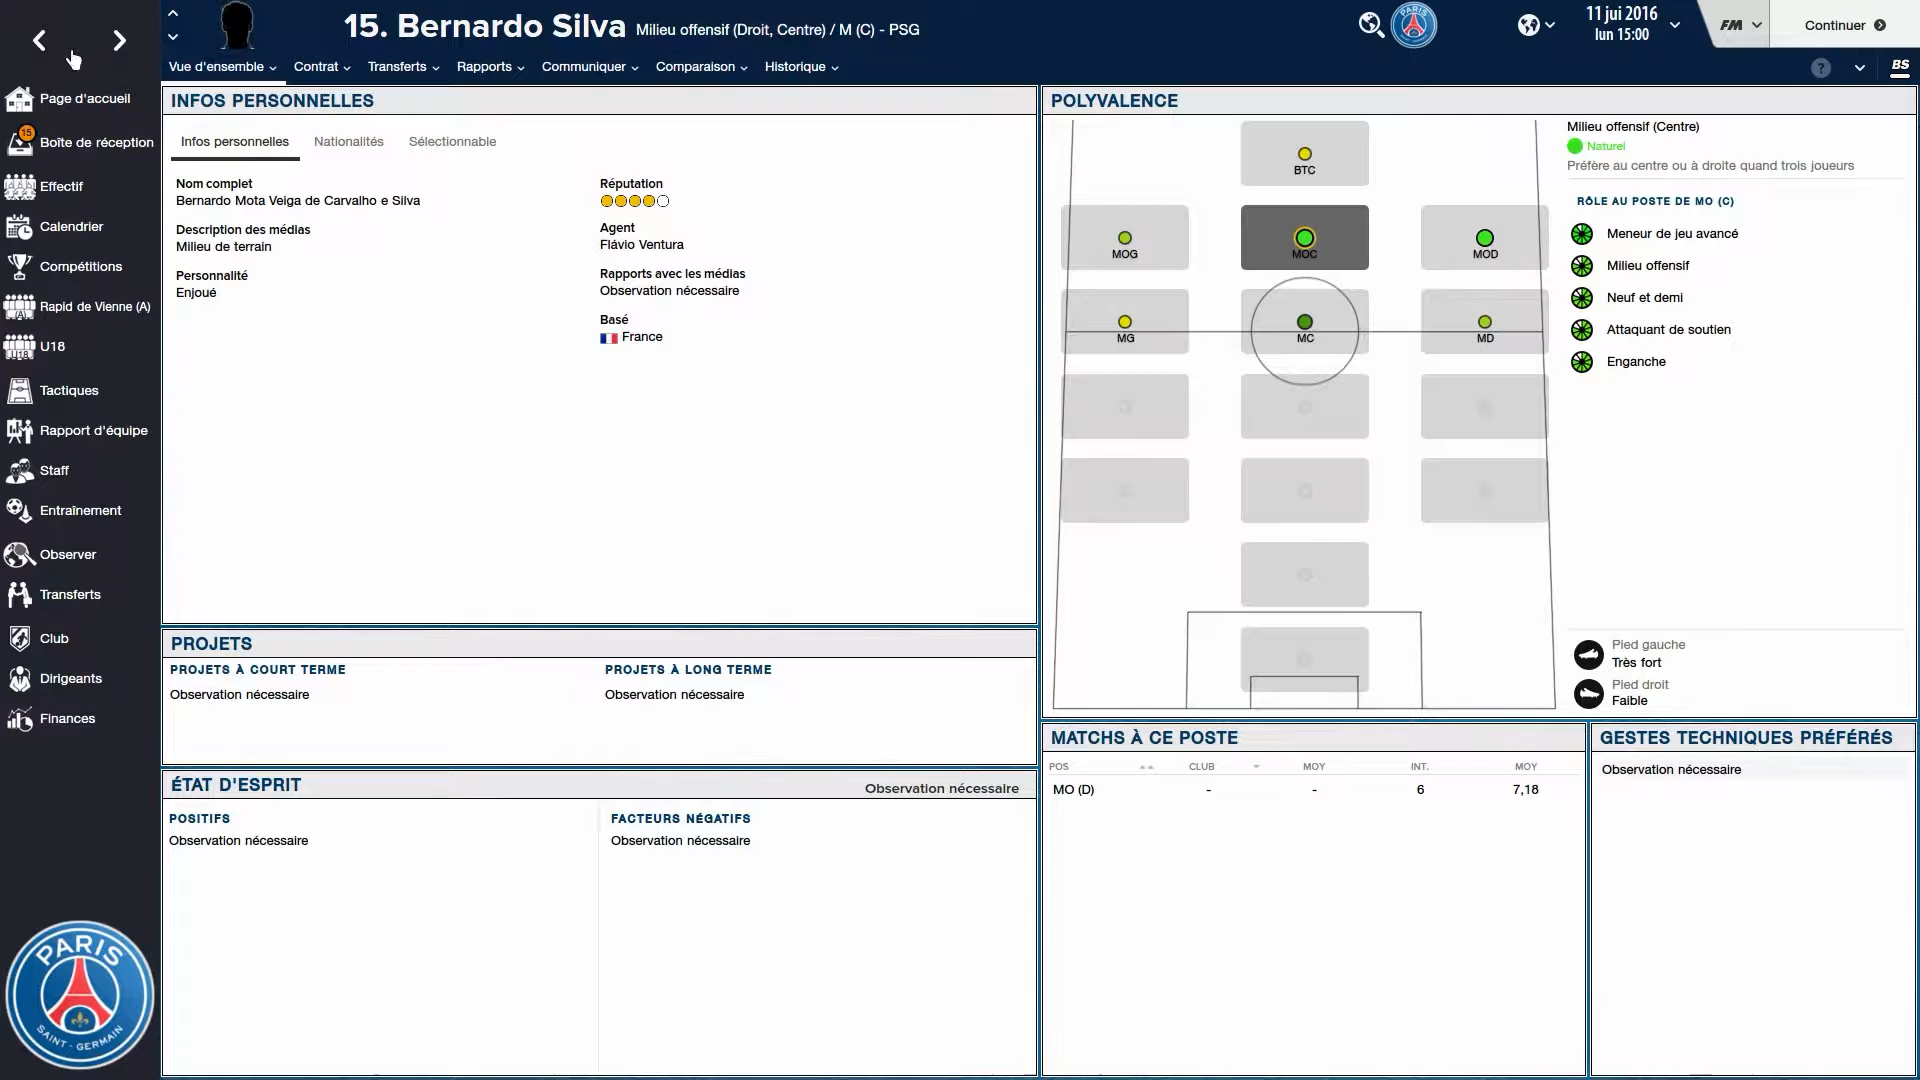 15. Bernardo Silva Milieu offensif (Droit, Centre) / M (C) - PSG
11 jui 2016
lun 15:00
FM
Continuer
Vue d'ensemble Contrat Transferts Rapports Communiquer Comparaison Historique
?
BS
Page d'accueil
15
Boîte de réception
Effectif
Calendrier
Compétitions
Rapid de Vienne (A)
U18
Tactiques
Rapport d'équipe
Staff
Entraînement
Observer
Transferts
Club
Dirigeants
Finances
PARIS
SAINT-GERMAIN
INFOS PERSONNELLES
Infos personnelles Nationalités Sélectionnable
Nom complet
Bernardo Mota Veiga de Carvalho e Silva
Description des médias
Milieu de terrain
Personnalité
Enjoué
Réputation
Agent
Flávio Ventura
Rapports avec les médias
Observation nécessaire
Basé
France
PROJETS
PROJETS À COURT TERME
Observation nécessaire
PROJETS À LONG TERME
Observation nécessaire
ÉTAT D'ESPRIT
Observation nécessaire
POSITIFS
Observation nécessaire
FACTEURS NÉGATIFS
Observation nécessaire
POLYVALENCE
BTC
MOG MOC MOD
MG MC MD
Milieu offensif (Centre)
Naturel
Préfère au centre ou à droite quand trois joueurs
RÔLE AU POSTE DE MO (C)
Meneur de jeu avancé
Milieu offensif
Neuf et demi
Attaquant de soutien
Enganche
Pied gauche
Très fort
Pied droit
Faible
MATCHS À CE POSTE
POS CLUB MOY INT. MOY
MO (D) - - 6 7,18
GESTES TECHNIQUES PRÉFÉRÉS
Observation nécessaire